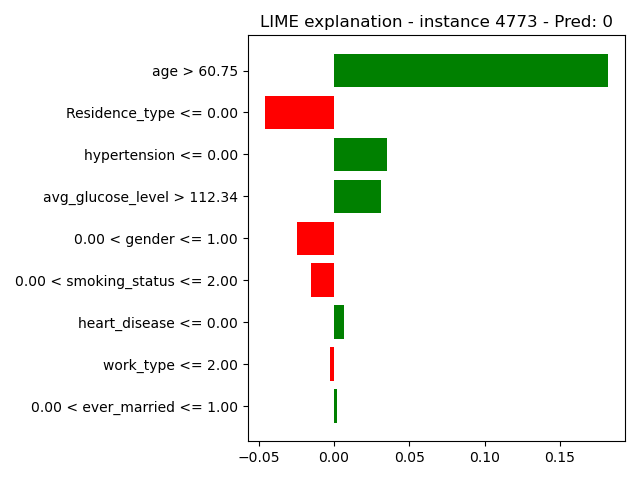 LIME explanation - instance 4773 - Pred: 0
age > 60.75
Residence_type <= 0.00
hypertension <= 0.00
avg_glucose_level > 112.34
0.00 < gender <= 1.00
0.00 < smoking_status <= 2.00
heart_disease <= 0.00
work_type <= 2.00
0.00 < ever_married <= 1.00
−0.05 0.00 0.05 0.10 0.15